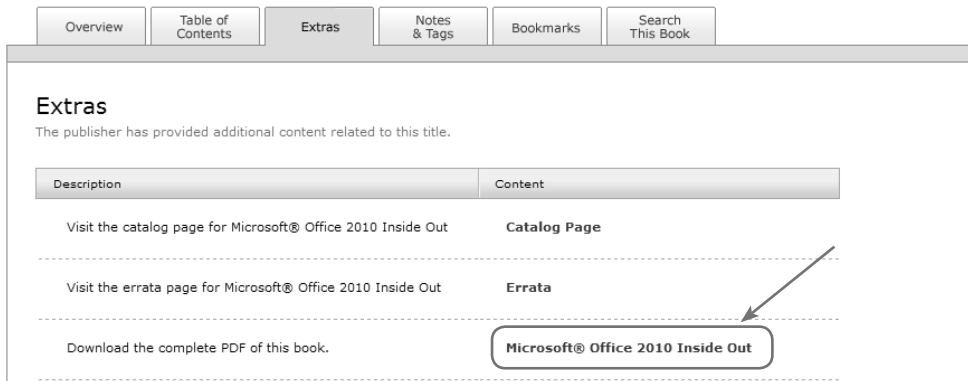 Overview
Table of
Contents
Extras
Notes
& Tags
Bookmarks
Search
This Book
Extras
The publisher has provided additional content related to this title.
Description Content
Visit the catalog page for Microsoft® Office 2010 Inside Out Catalog Page
Visit the errata page for Microsoft® Office 2010 Inside Out Errata
Download the complete PDF of this book. Microsoft® Office 2010 Inside Out